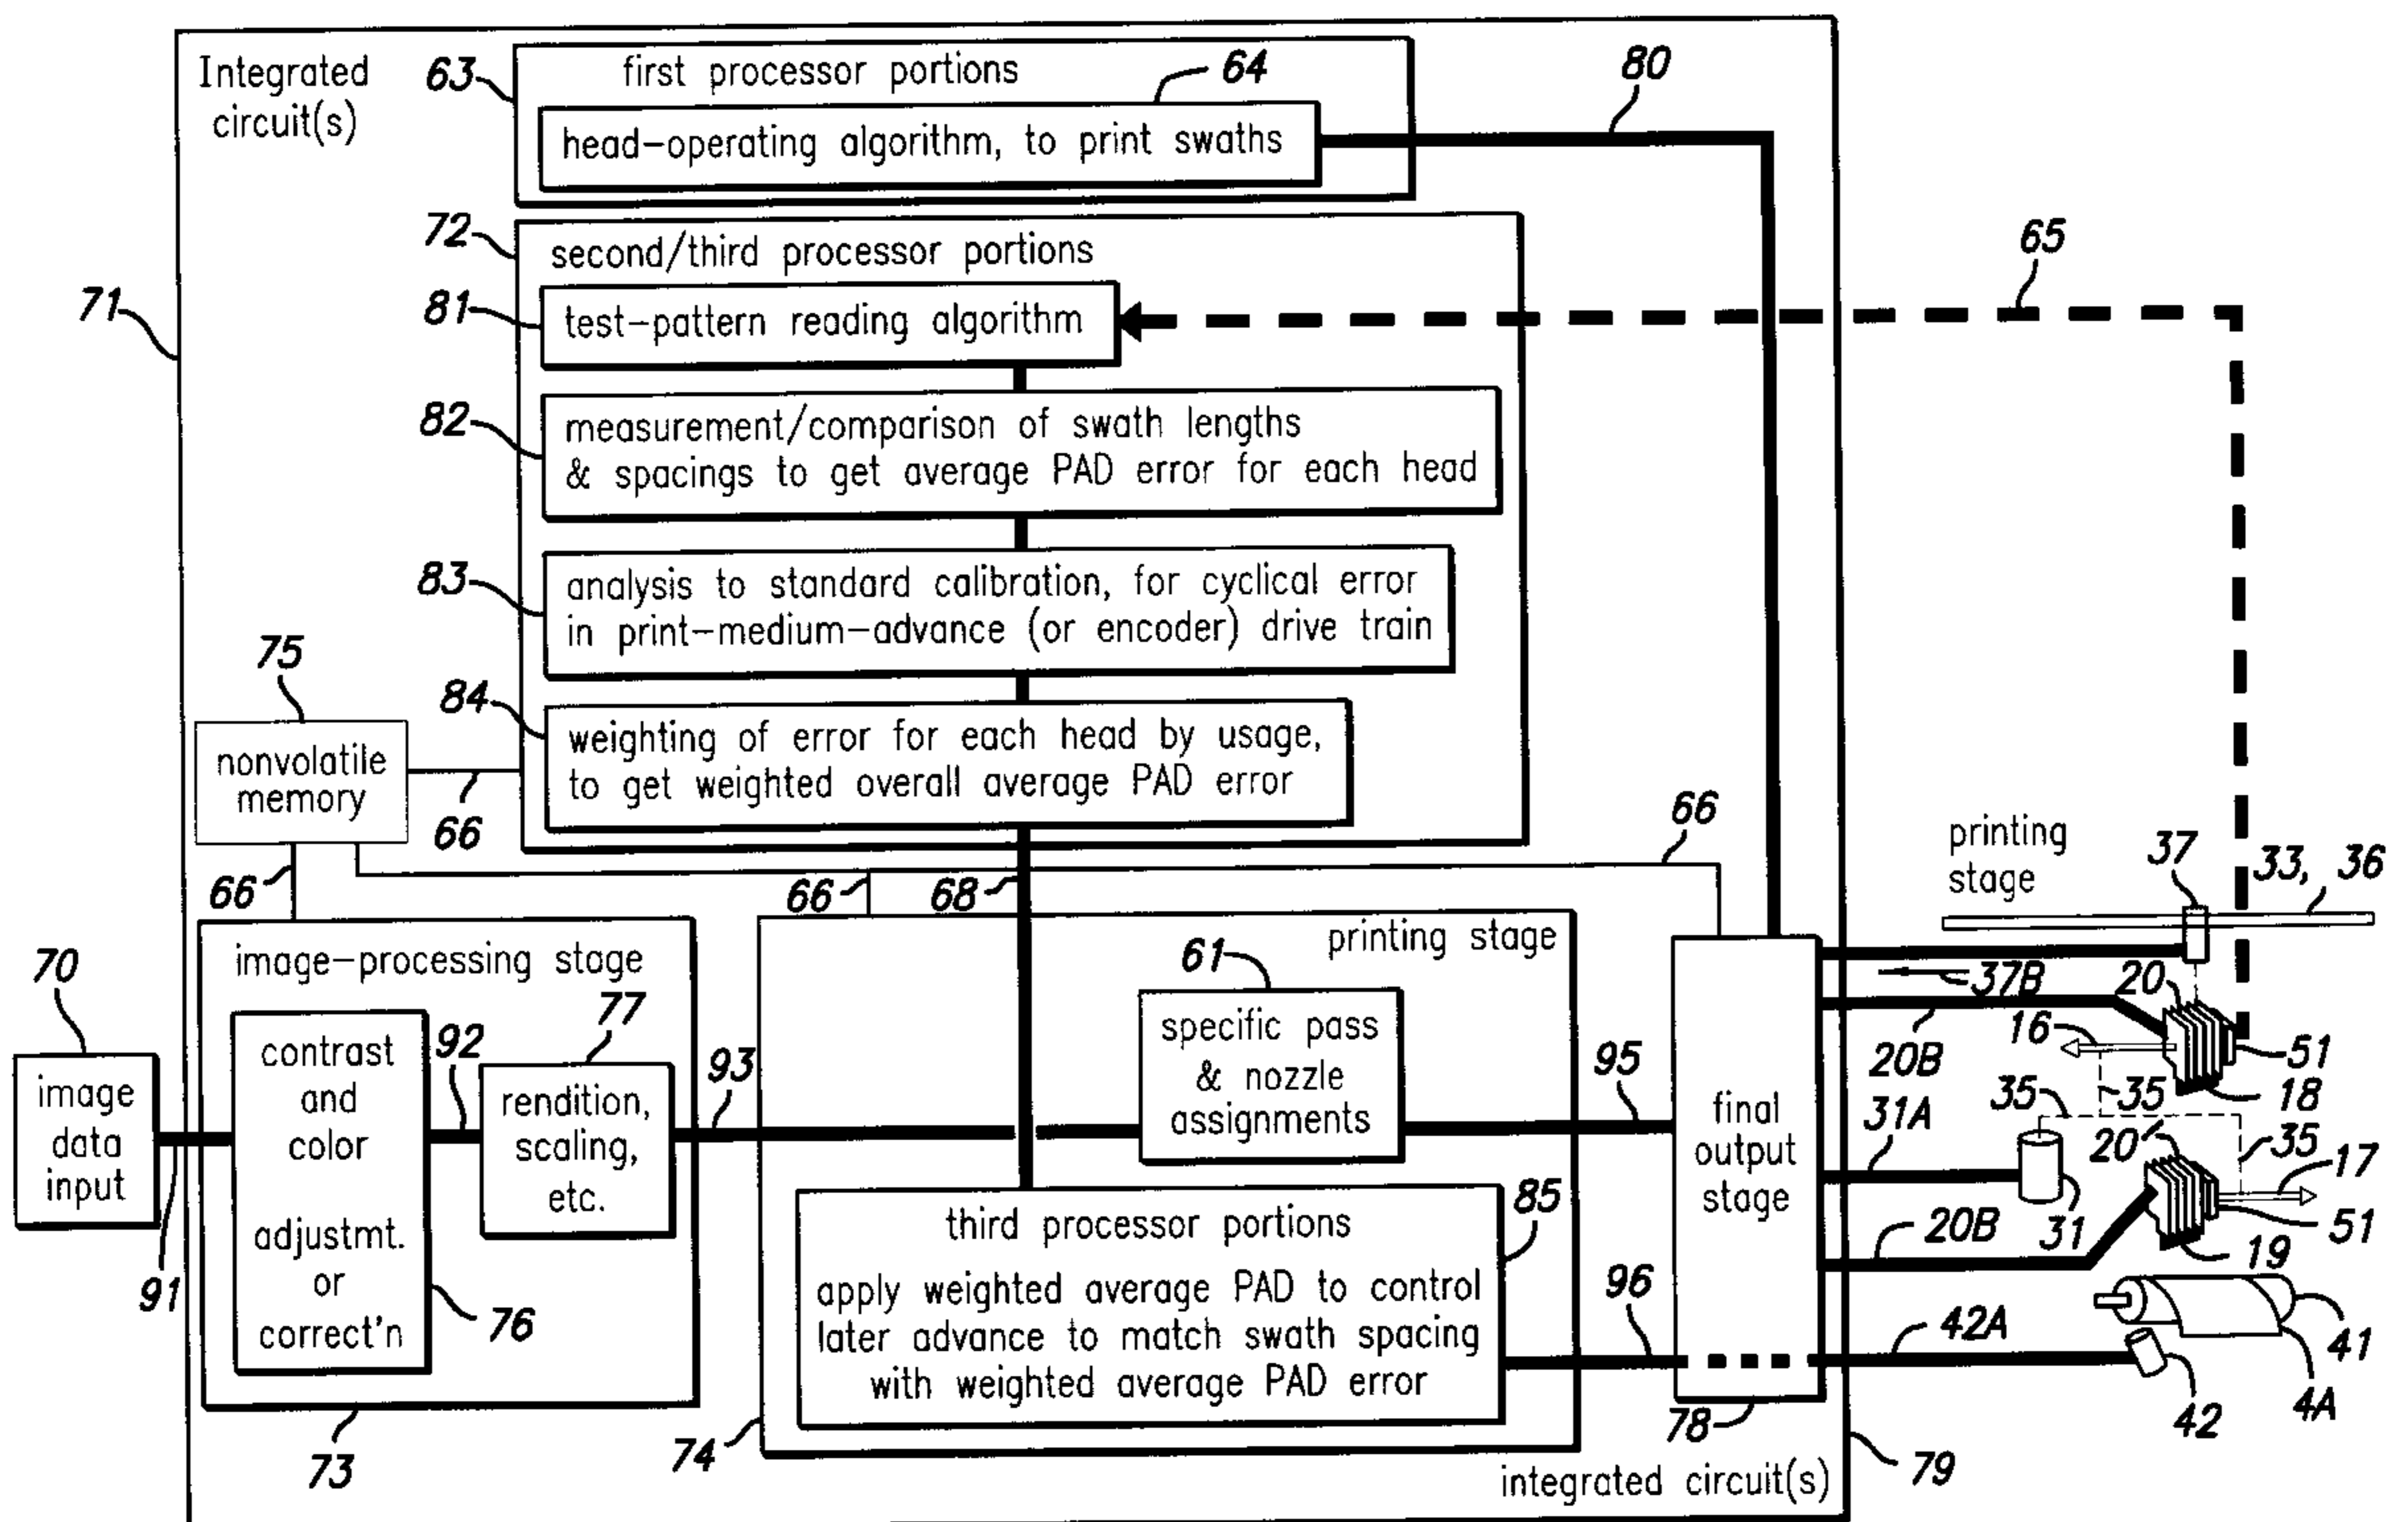 Integrated
circuit(s)
63
first processor portions
64
80
head-operating algorithm, to print swaths
72
second/third processor portions
65
71
81
test-pattern reading algorithm
82
measurement/comparison of swath lengths
& spacings to get average PAD error for each head
83
analysis to standard calibration, for cyclical error
in print-medium-advance (or encoder) drive train
75
84
weighting of error for each head by usage,
to get weighted overall average PAD error
nonvolatile
memory
66
66
66
66
68
printing
stage
37
33, 36
70
image-processing stage
printing stage
61
37B
20
image
data
input
contrast
and
color
adjustmt.
or
correct'n
92
77
rendition,
scaling,
etc.
93
specific pass
& nozzle
assignments
95
final
output
stage
16
51
20B
18
35
35
31A
20
35
17
31
51
20B
19
91
76
third processor portions
85
apply weighted average PAD to control
later advance to match swath spacing
with weighted average PAD error
96
42A
41
42
4A
73
74
78
integrated circuit(s)
79